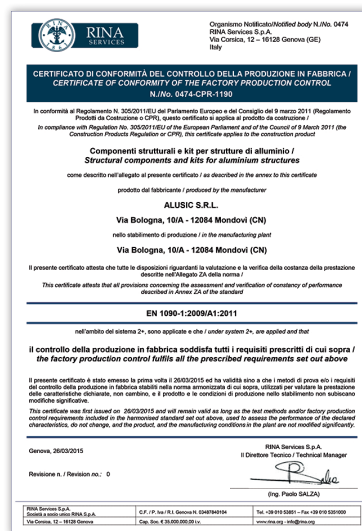 RINA
SERVICES
Organismo Notificato/Notified body N./No. 0474
RINA Services S.p.A.
Via Corsica, 12 – 16128 Genova (GE)
Italy
CERTIFICATO DI CONFORMITÀ DEL CONTROLLO DELLA PRODUZIONE IN FABBRICA /
CERTIFICATE OF CONFORMITY OF THE FACTORY PRODUCTION CONTROL
N./No. 0474-CPR-1190
In conformità al Regolamento N. 305/2011/EU del Parlamento Europeo e del Consiglio del 9 marzo 2011 (Regolamento
Prodotti da Costruzione o CPR), questo certificato si applica al prodotto da costruzione /
In compliance with Regulation No. 305/2011/EU of the European Parliament and of the Council of 9 March 2011 (the
Construction Products Regulation or CPR), this certificate applies to the construction product
Componenti strutturali e kit per strutture di alluminio /
Structural components and kits for aluminium structures
come descritto nell'allegato al presente certificato / as described in the annex to this certificate
prodotto dal fabbricante / produced by the manufacturer
ALUSIC S.R.L.
Via Bologna, 10/A - 12084 Mondovì (CN)
nello stabilimento di produzione / in the manufacturing plant
Via Bologna, 10/A - 12084 Mondovì (CN)
Il presente certificato attesta che tutte le disposizioni riguardanti la valutazione e la verifica della costanza della prestazione
descritte nell'Allegato ZA della norma /
This certificate attests that all provisions concerning the assessment and verification of constancy of performance
described in Annex ZA of the standard
EN 1090-1:2009/A1:2011
nell'ambito del sistema 2+, sono applicate e che / under system 2+, are applied and that
il controllo della produzione in fabbrica soddisfa tutti i requisiti prescritti di cui sopra /
the factory production control fulfils all the prescribed requirements set out above
Il presente certificato è stato emesso la prima volta il 26/03/2015 ed ha validità sino a che i metodi di prova e/o i requisiti
del controllo della produzione in fabbrica stabiliti nella norma armonizzata di cui sopra, utilizzati per valutare la prestazione
delle caratteristiche dichiarate, non cambino, e il prodotto e le condizioni di produzione nello stabilimento non subiscano
modifiche significative.
This certificate was first issued on 26/03/2015 and will remain valid as long as the test methods and/or factory production
control requirements included in the harmonised standard set out above, used to assess the performance of the declared
characteristics, do not change, and the product, and the manufacturing conditions in the plant are not modified significantly.
Genova, 26/03/2015
RINA Services S.p.A.
Il Direttore Tecnico / Technical Manager
Revisione n. / Revision no.: 0
(Ing. Paolo SALZA)
RINA Services S.p.A.
Società a socio unico RINA S.p.A.
C.F. / P. Iva / R.I. Genova N. 03487840104
Tel. +39 010 53851 – Fax +39 010 5351000
Via Corsica, 12 – 16128 Genova
Cap. Soc. € 35.000.000,00 i.v.
www.rina.org - info@rina.org